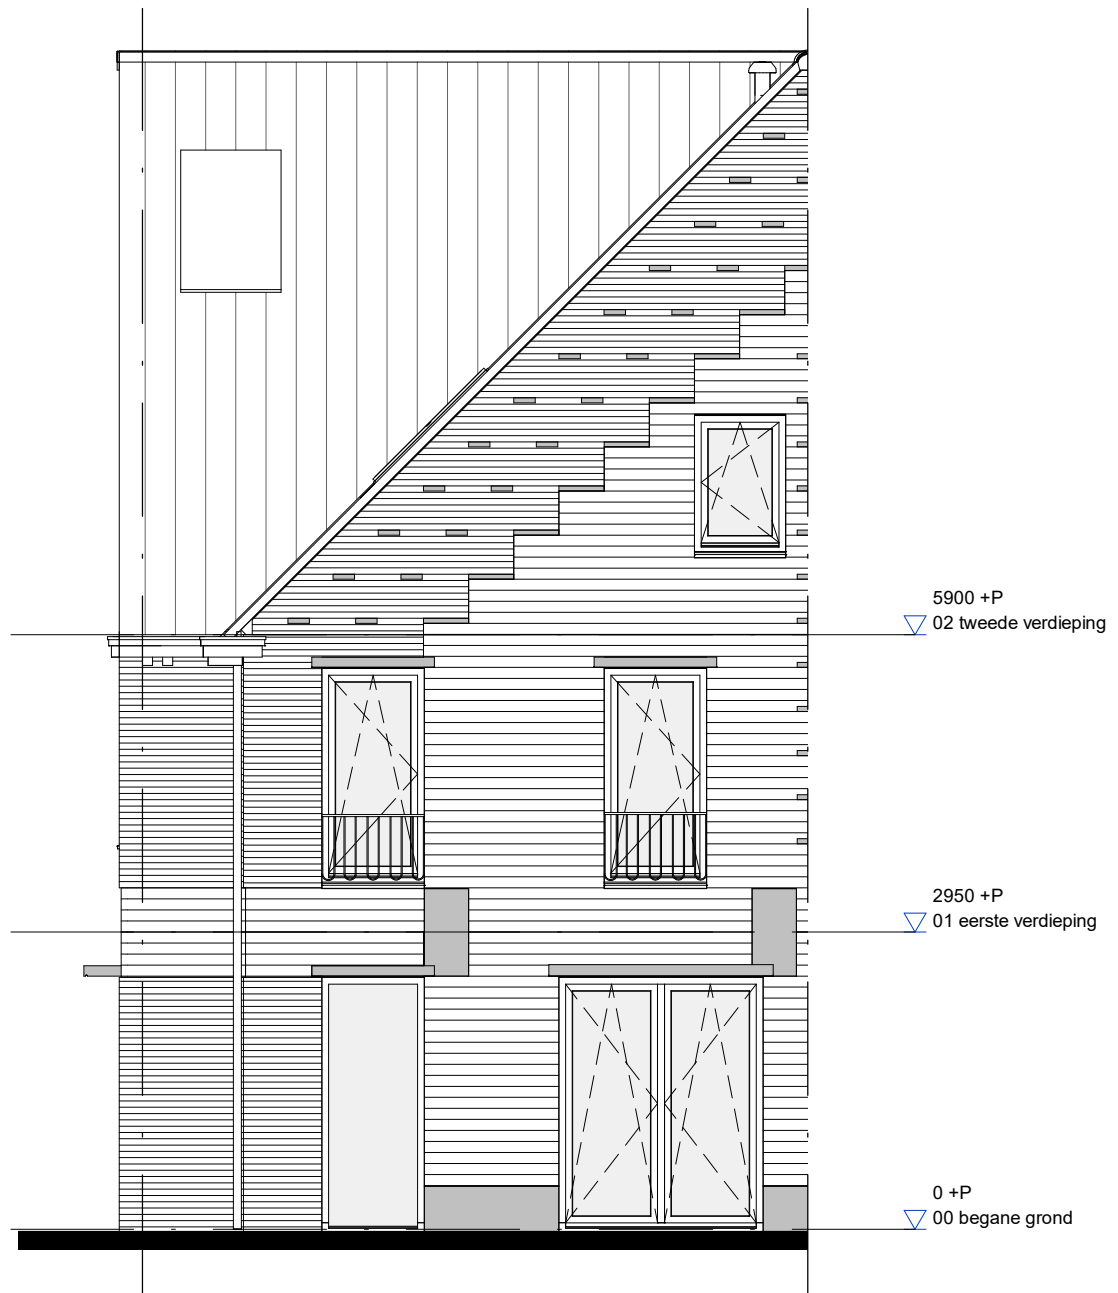 5900 +P
02 tweede verdieping
2950 +P
01 eerste verdieping
0 +P
00 begane grond